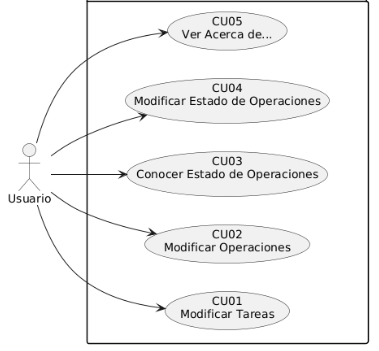 CU05
Ver Acerca de...
CU04
Modificar Estado de Operaciones
CU03
Conocer Estado de Operaciones
Usuario
CU02
Modificar Operaciones
CU01
Modificar Tareas